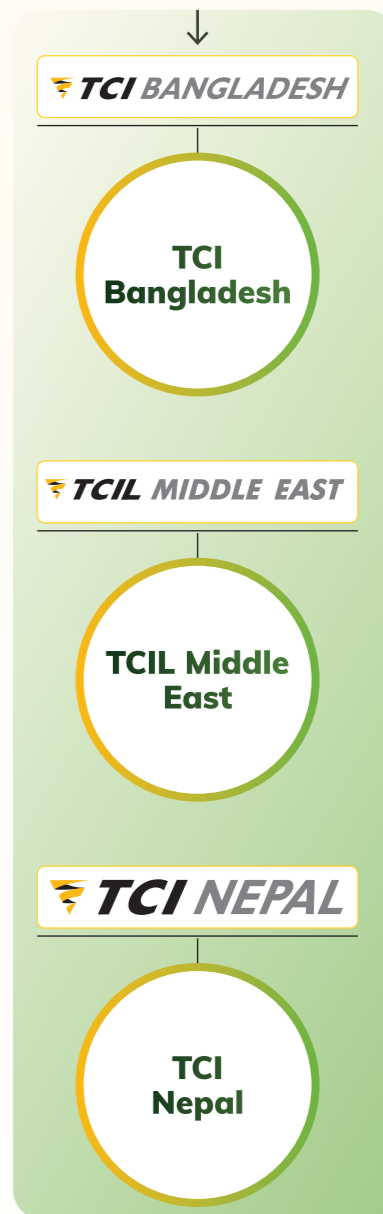 TCI BANGLADESH
TCI
Bangladesh
TCIL MIDDLE EAST
TCIL Middle
East
TCI NEPAL
TCI
Nepal